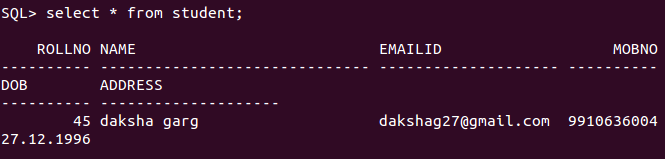 SQL> select * from student;
ROLLNO NAME EMAILID MOBNO
---------- ------------------------------ -------------------- ----------
DOB ADDRESS
---------- --------------------
45 daksha garg dakshag27@gmail.com 9910636004
27.12.1996